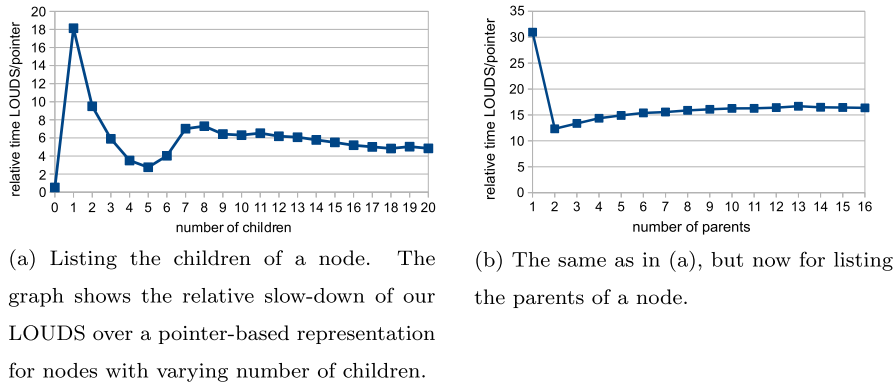 20
18
16
14
12
10
8
6
4
2
0
relative time LOUDS/pointer
0 1 2 3 4 5 6 7 8 9 10 11 12 13 14 15 16 17 18 19 20
number of children
(a) Listing the children of a node. The
graph shows the relative slow-down of our
LOUDS over a pointer-based representation
for nodes with varying number of children.
35
30
25
20
15
10
5
0
relative time LOUDS/pointer
1 2 3 4 5 6 7 8 9 10 11 12 13 14 15 16
number of parents
(b) The same as in (a), but now for listing
the parents of a node.